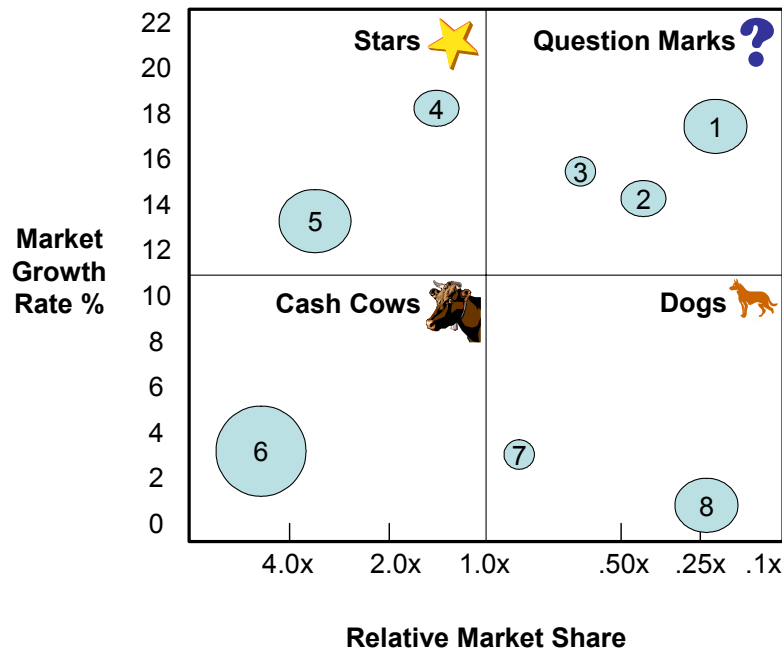 22
20
18
16
14
12
10
8
6
4
2
0
Market
Growth
Rate %
Stars
Question Marks ?
4
1
3
2
5
Cash Cows
Dogs
6
7
8
4.0x 2.0x 1.0x .50x .25x .1x
Relative Market Share